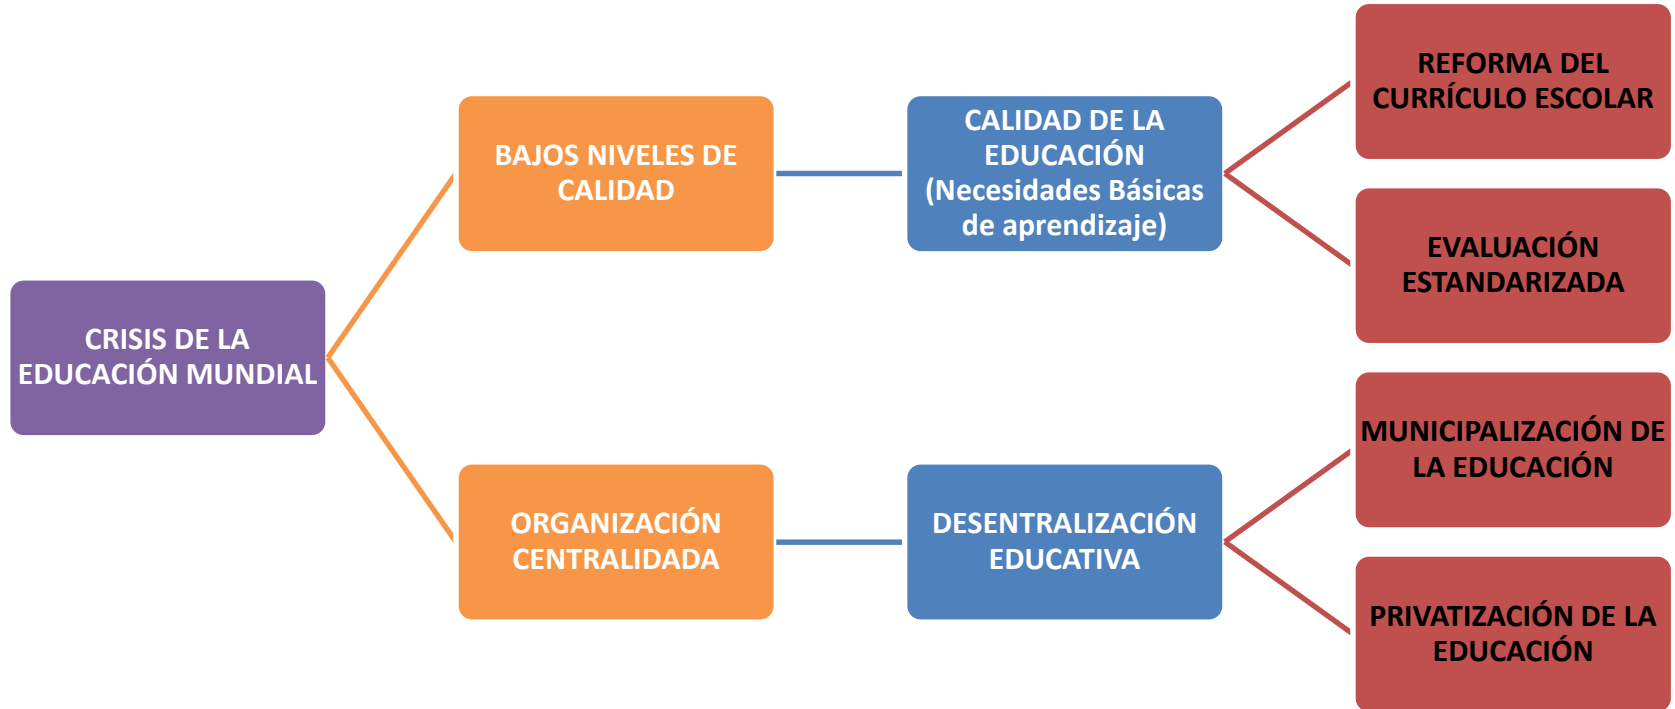 CRISIS DE LA
EDUCACIÓN MUNDIAL
BAJOS NIVELES DE
CALIDAD
CALIDAD DE LA
EDUCACIÓN
(Necesidades Básicas
de aprendizaje)
REFORMA DEL
CURRÍCULO ESCOLAR
EVALUACIÓN
ESTANDARIZADA
ORGANIZACIÓN
CENTRALIDADA
DESENTRALIZACIÓN
EDUCATIVA
MUNICIPALIZACIÓN DE
LA EDUCACIÓN
PRIVATIZACIÓN DE LA
EDUCACIÓN